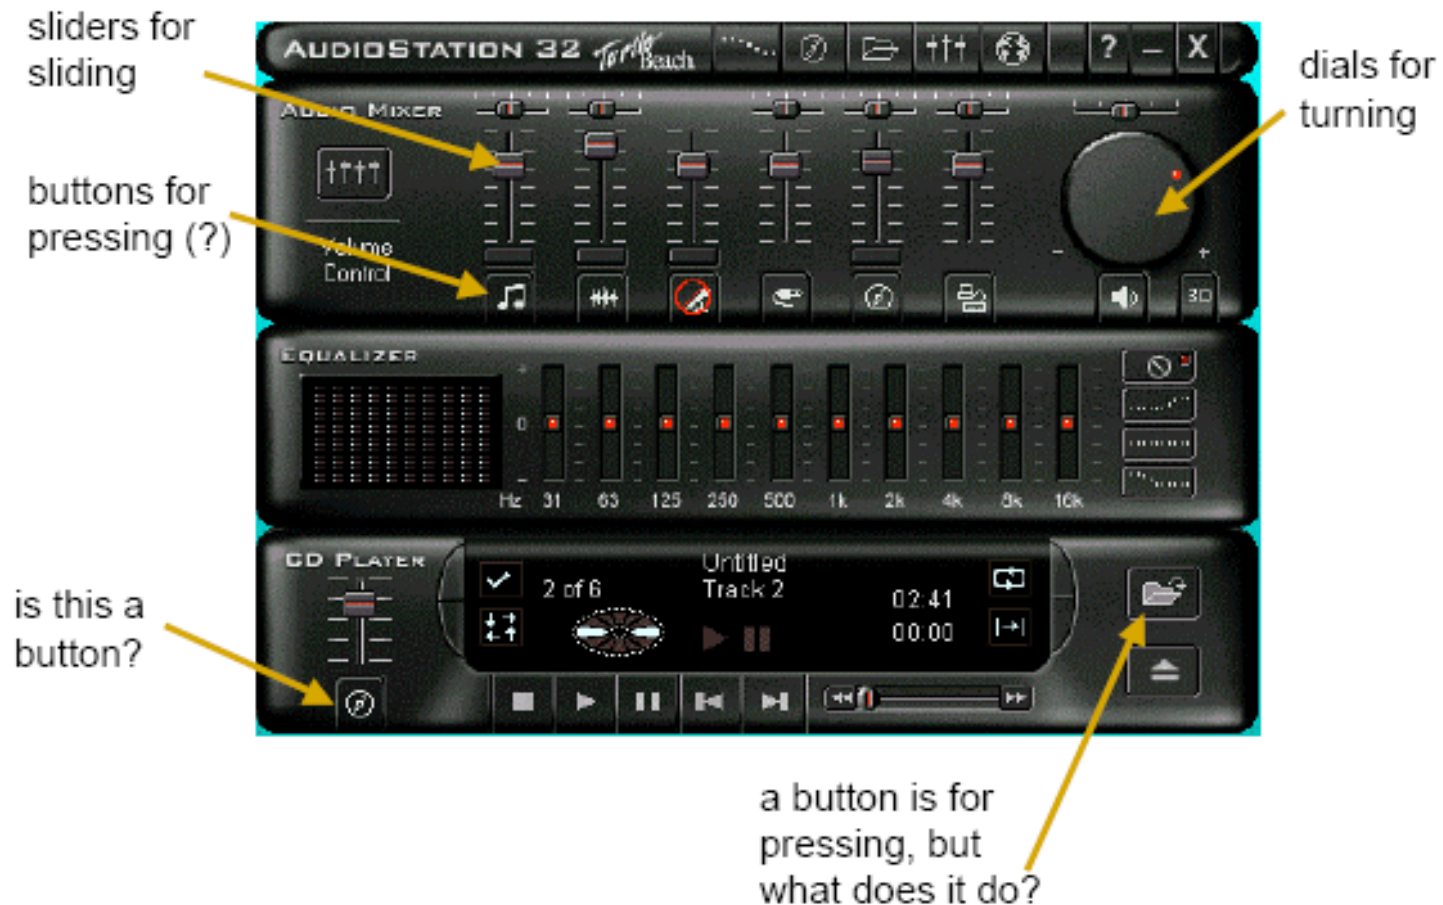 sliders for
sliding
AUDIOSTATION 32 Turtle Beach
? – X
dials for
turning
AUDIO MIXER
buttons for
pressing (?)
Volume
Control
- +
3D
EQUALIZER
+
0
-
Hz 31 63 125 250 500 1k 2k 4k 8k 16k
CD PLAYER
Untitled
2 of 6 Track 2
02:41
00:00
is this a
button?
a button is for
pressing, but
what does it do?